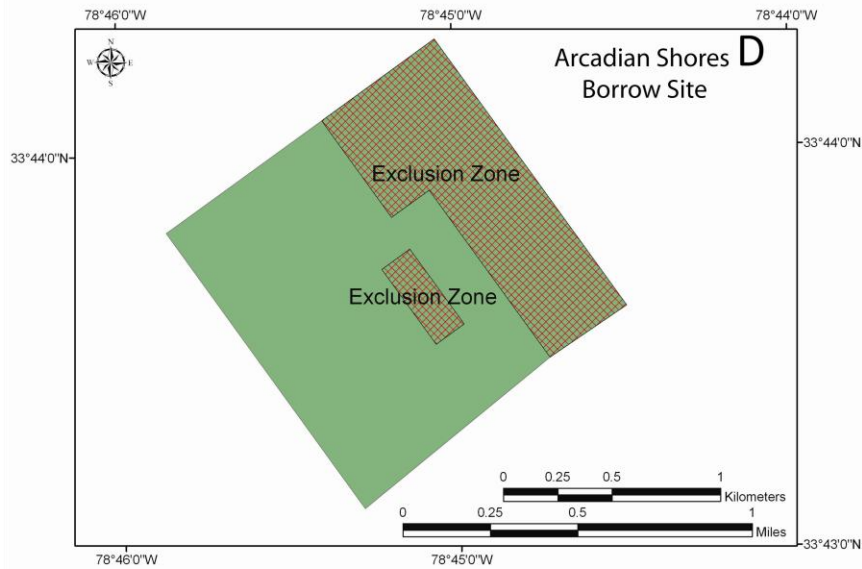 78°46'0"W
78°45'0"W
78°44'0"W
N
W
E
S
Arcadian Shores D
Borrow Site
33°44'0"N
33°44'0"N
Exclusion Zone
Exclusion Zone
0 0.25 0.5 1
Kilometers
0 0.25 0.5 1
Miles
33°43'0"N
78°46'0"W
78°45'0"W